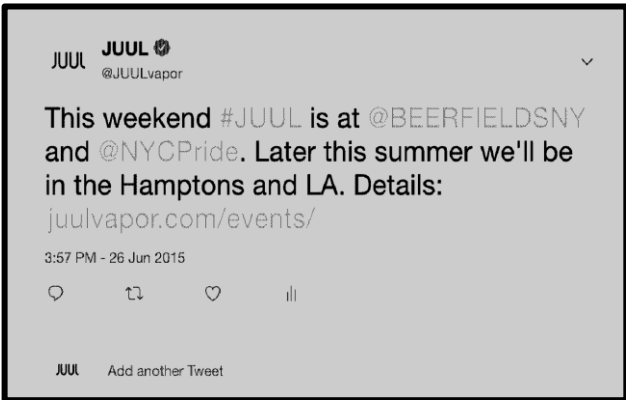 JUUL
JUUL
@JUULvapor
This weekend #JUUL is at @BEERFIELDSNY
and @NYCPride. Later this summer we'll be
in the Hamptons and LA. Details:
juulvapor.com/events/
3:57 PM - 26 Jun 2015
JUUL
Add another Tweet